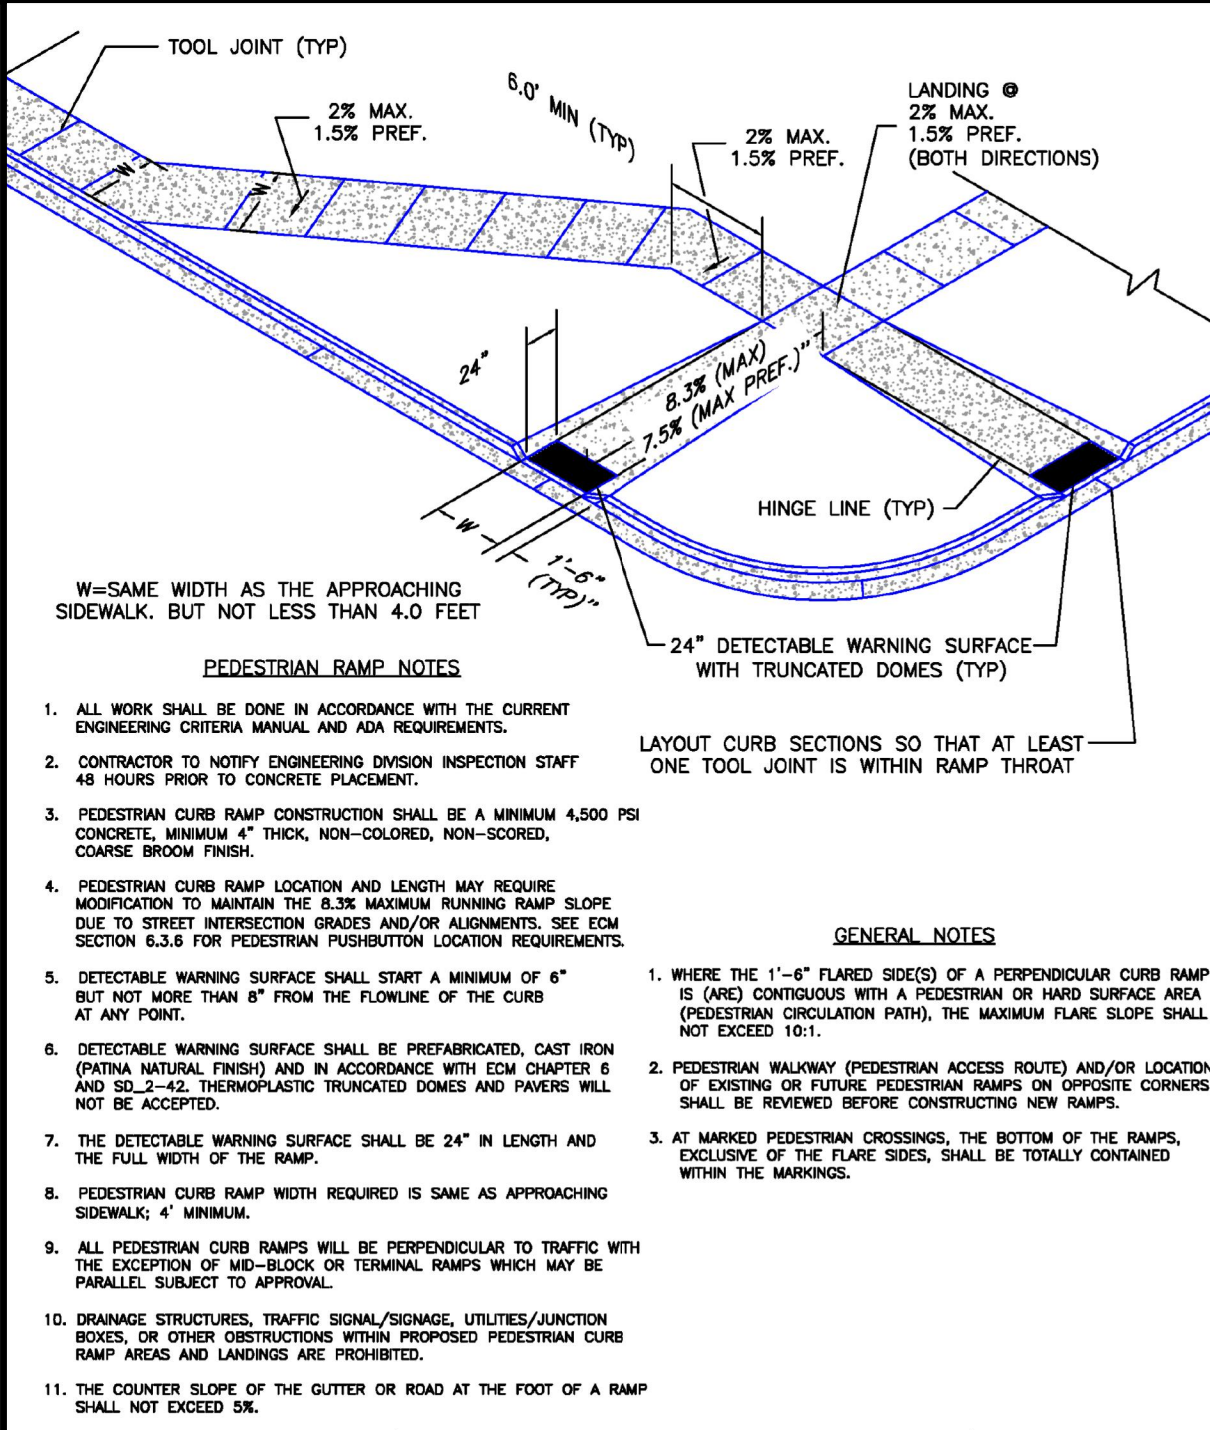 TOOL JOINT (TYP)
2% MAX.
1.5% PREF.
6.0' MIN (TYP)
2% MAX.
1.5% PREF.
LANDING @
2% MAX.
1.5% PREF.
(BOTH DIRECTIONS)
W
W
24"
8.3% (MAX)
7.5% (MAX PREF.)"
HINGE LINE (TYP)
W
1'-6"
(TYP)"
W=SAME WIDTH AS THE APPROACHING
SIDEWALK. BUT NOT LESS THAN 4.0 FEET
24" DETECTABLE WARNING SURFACE
WITH TRUNCATED DOMES (TYP)
LAYOUT CURB SECTIONS SO THAT AT LEAST
ONE TOOL JOINT IS WITHIN RAMP THROAT
PEDESTRIAN RAMP NOTES
1. ALL WORK SHALL BE DONE IN ACCORDANCE WITH THE CURRENT
ENGINEERING CRITERIA MANUAL AND ADA REQUIREMENTS.
2. CONTRACTOR TO NOTIFY ENGINEERING DIVISION INSPECTION STAFF
48 HOURS PRIOR TO CONCRETE PLACEMENT.
3. PEDESTRIAN CURB RAMP CONSTRUCTION SHALL BE A MINIMUM 4,500 PSI
CONCRETE, MINIMUM 4" THICK, NON-COLORED, NON-SCORED,
COARSE BROOM FINISH.
4. PEDESTRIAN CURB RAMP LOCATION AND LENGTH MAY REQUIRE
MODIFICATION TO MAINTAIN THE 8.3% MAXIMUM RUNNING RAMP SLOPE
DUE TO STREET INTERSECTION GRADES AND/OR ALIGNMENTS. SEE ECM
SECTION 6.3.6 FOR PEDESTRIAN PUSHBUTTON LOCATION REQUIREMENTS.
5. DETECTABLE WARNING SURFACE SHALL START A MINIMUM OF 6"
BUT NOT MORE THAN 8" FROM THE FLOWLINE OF THE CURB
AT ANY POINT.
6. DETECTABLE WARNING SURFACE SHALL BE PREFABRICATED, CAST IRON
(PATINA NATURAL FINISH) AND IN ACCORDANCE WITH ECM CHAPTER 6
AND SD_2-42. THERMOPLASTIC TRUNCATED DOMES AND PAVERS WILL
NOT BE ACCEPTED.
7. THE DETECTABLE WARNING SURFACE SHALL BE 24" IN LENGTH AND
THE FULL WIDTH OF THE RAMP.
8. PEDESTRIAN CURB RAMP WIDTH REQUIRED IS SAME AS APPROACHING
SIDEWALK; 4' MINIMUM.
9. ALL PEDESTRIAN CURB RAMPS WILL BE PERPENDICULAR TO TRAFFIC WITH
THE EXCEPTION OF MID-BLOCK OR TERMINAL RAMPS WHICH MAY BE
PARALLEL SUBJECT TO APPROVAL.
10. DRAINAGE STRUCTURES, TRAFFIC SIGNAL/SIGNAGE, UTILITIES/JUNCTION
BOXES, OR OTHER OBSTRUCTIONS WITHIN PROPOSED PEDESTRIAN CURB
RAMP AREAS AND LANDINGS ARE PROHIBITED.
11. THE COUNTER SLOPE OF THE GUTTER OR ROAD AT THE FOOT OF A RAMP
SHALL NOT EXCEED 5%.
GENERAL NOTES
1. WHERE THE 1'-6" FLARED SIDE(S) OF A PERPENDICULAR CURB RAMP
IS (ARE) CONTIGUOUS WITH A PEDESTRIAN OR HARD SURFACE AREA
(PEDESTRIAN CIRCULATION PATH), THE MAXIMUM FLARE SLOPE SHALL
NOT EXCEED 10:1.
2. PEDESTRIAN WALKWAY (PEDESTRIAN ACCESS ROUTE) AND/OR LOCATION
OF EXISTING OR FUTURE PEDESTRIAN RAMPS ON OPPOSITE CORNERS
SHALL BE REVIEWED BEFORE CONSTRUCTING NEW RAMPS.
3. AT MARKED PEDESTRIAN CROSSINGS, THE BOTTOM OF THE RAMPS,
EXCLUSIVE OF THE FLARE SIDES, SHALL BE TOTALLY CONTAINED
WITHIN THE MARKINGS.